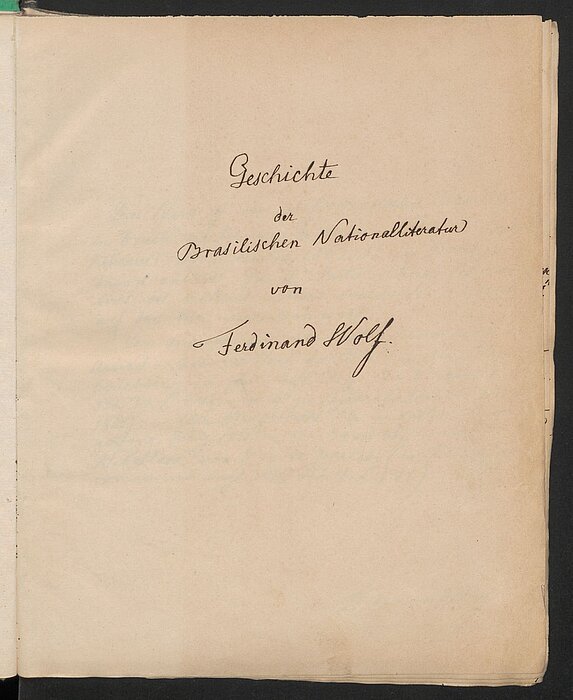 Geschichte
der
Brasilischen Nationalliteratur
von
Ferdinand Wolf.